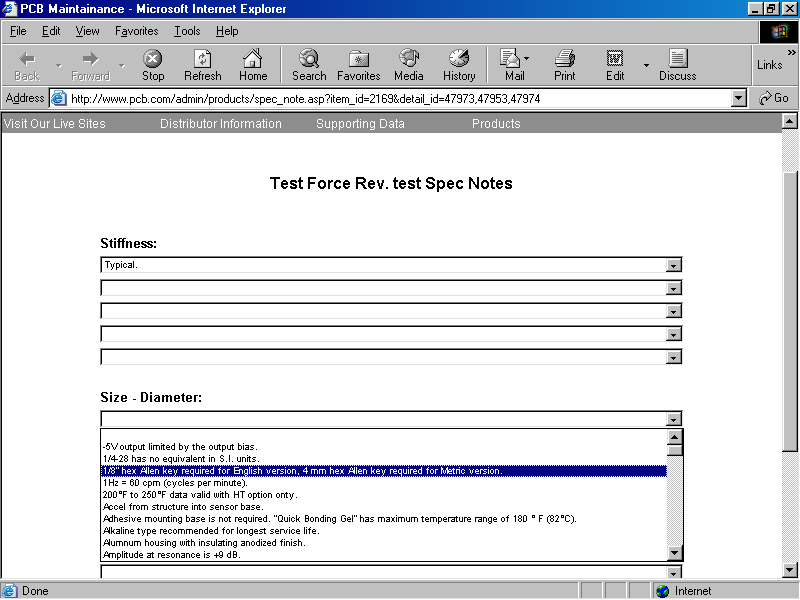 PCB Maintainance - Microsoft Internet Explorer
File Edit View Favorites Tools Help
Back Forward Stop Refresh Home Search Favorites Media History Mail Print Edit Discuss Links »
Address http://www.pcb.com/admin/products/spec_note.asp?item_id=2169&detail_id=47973,47953,47974 Go
Visit Our Live Sites Distributor Information Supporting Data Products
Test Force Rev. test Spec Notes
Stiffness:
Typical.
Size - Diameter:
-5V output limited by the output bias.
1/4-28 has no equivalent in S.I. units.
1/8" hex Allen key required for English version, 4 mm hex Allen key required for Metric version.
1Hz = 60 cpm (cycles per minute).
200°F to 250°F data valid with HT option onty.
Accel from structure into sensor base.
Adhesive mounting base is not required. "Quick Bonding Gel" has maximum temperature range of 180 ° F (82°C).
Alkaline type recommended for longest service life.
Alumnum housing with insulating anodized finish.
Amplitude at resonance is +9 dB.
Done Internet